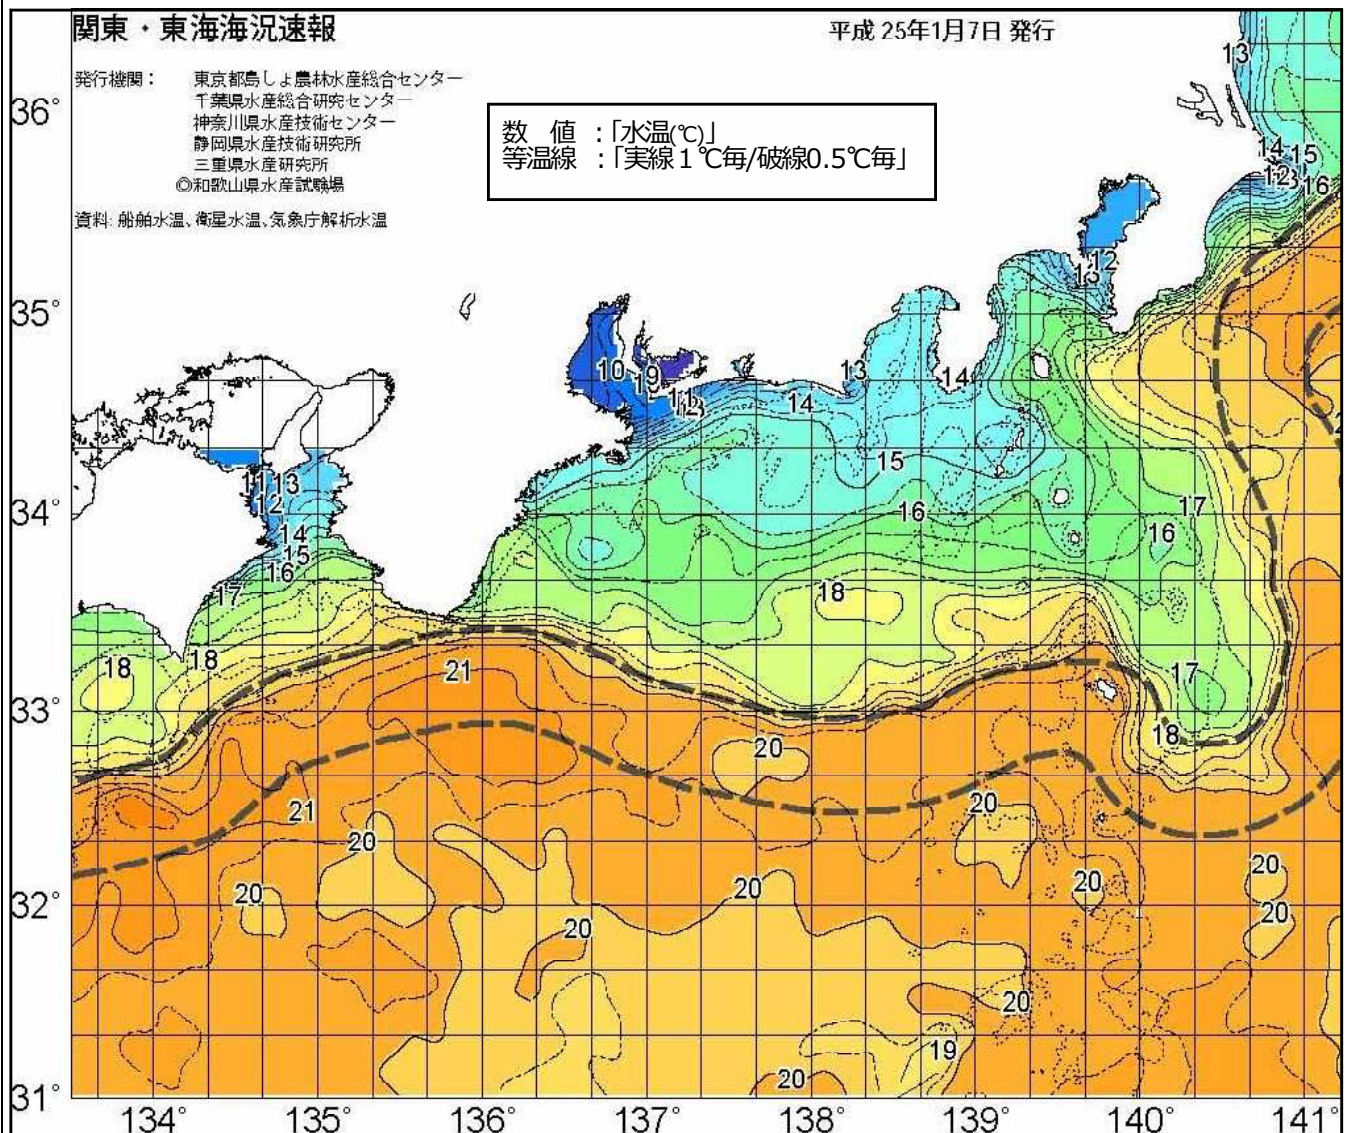 関東・東海海況速報
平成 25年1月7日 発行
発行機関： 東京都島しょ農林水産総合センター
千葉県水産総合研究センター
神奈川県水産技術センター
静岡県水産技術研究所
三重県水産研究所
◎和歌山県水産試験場
資料: 船舶水温、衛星水温、気象庁解析水温
数　値 ：「水温(℃)」
等温線 ：「実線１℃毎/破線0.5℃毎」
13
36°
14 15
12 16
12
13
35°
10 19 13 14
14
15
11 13
12
34°
16 17
14 16
15
16
17 18
18 18 21 17
33°
18
20
21 20
20
20 20 20 20
32°
20 20
20
19
20
31°
134° 135° 136° 137° 138° 139° 140° 141°